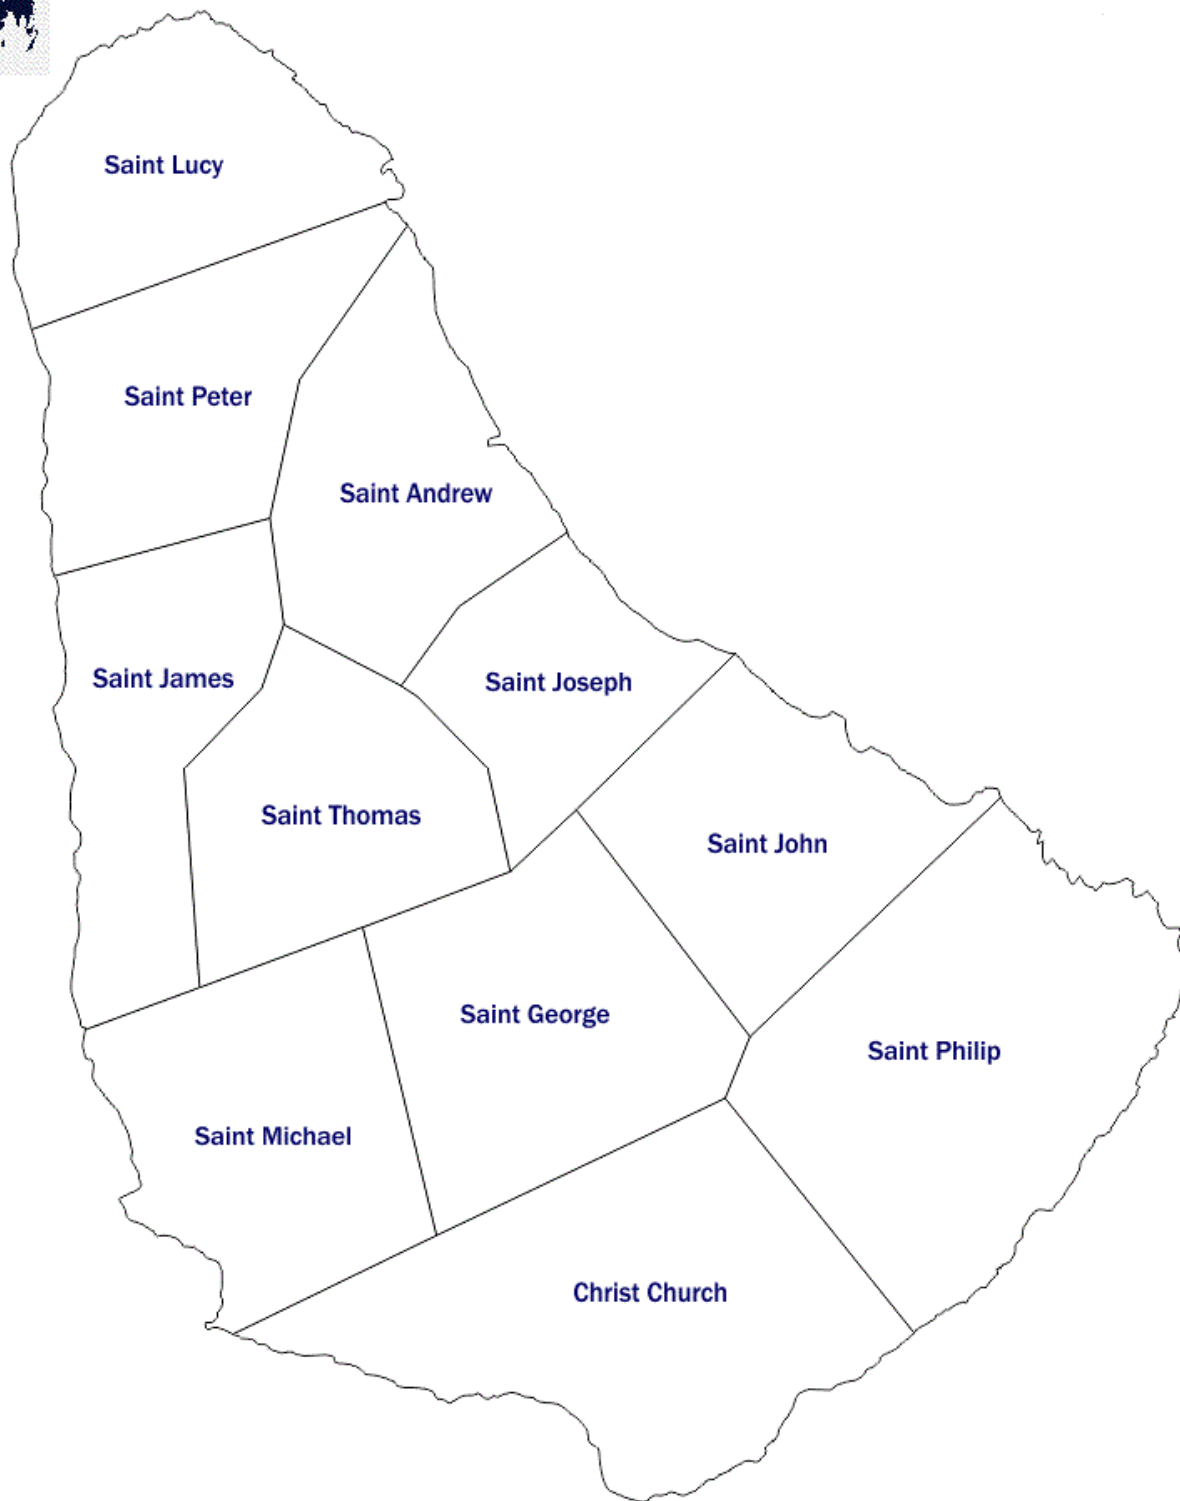 Saint Lucy
Saint Peter
Saint Andrew
Saint James
Saint Joseph
Saint Thomas
Saint John
Saint George
Saint Philip
Saint Michael
Christ Church